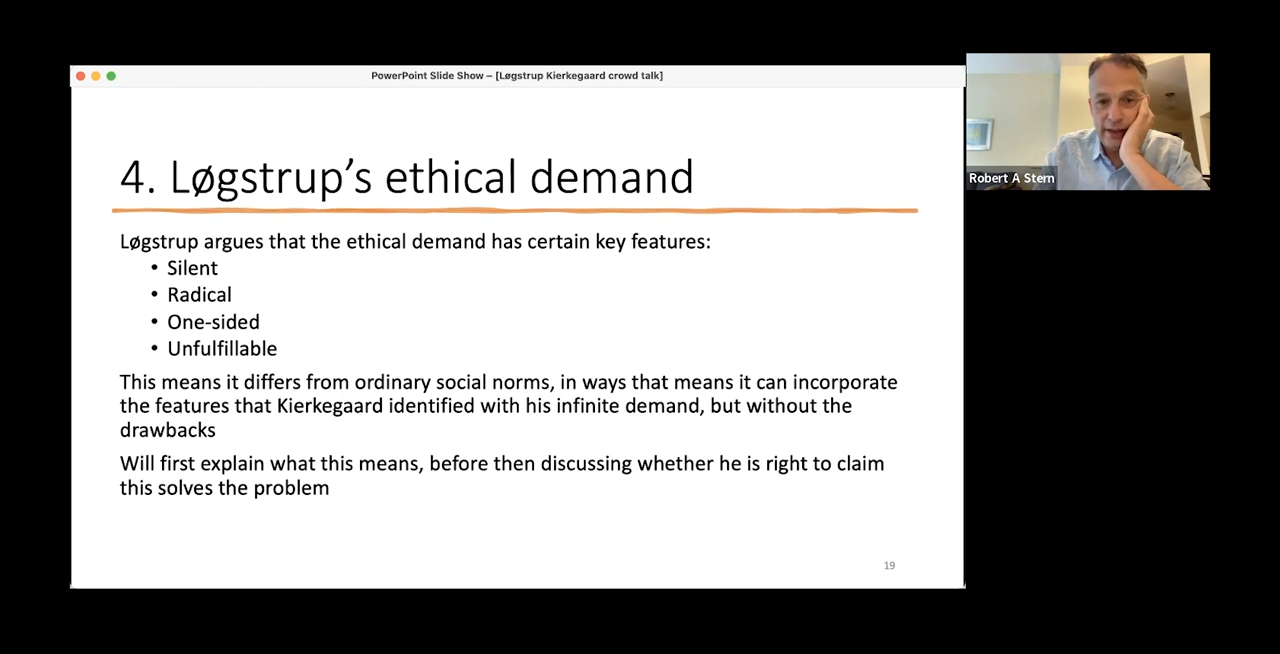 PowerPoint Slide Show – [Løgstrup Kierkegaard crowd talk]
4. Løgstrup’s ethical demand
Løgstrup argues that the ethical demand has certain key features:
• Silent
• Radical
• One-sided
• Unfulfillable
This means it differs from ordinary social norms, in ways that means it can incorporate
the features that Kierkegaard identified with his infinite demand, but without the
drawbacks
Will first explain what this means, before then discussing whether he is right to claim
this solves the problem
19
Robert A Stern